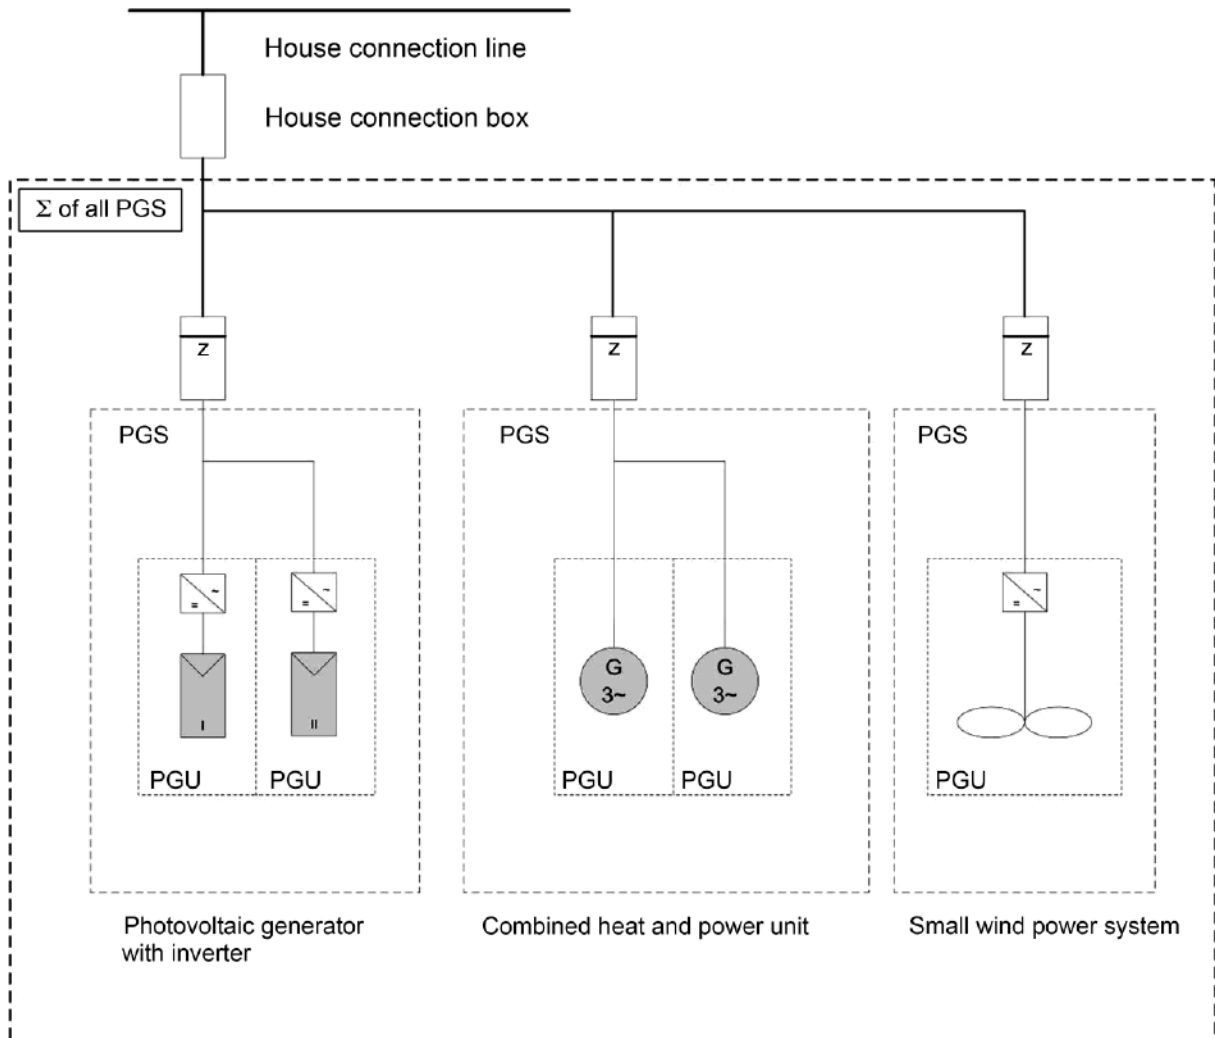 House connection line
House connection box
Σ of all PGS
Z
Z
Z
PGS
PGS
PGS
= ~
= ~
= ~
I
II
G
3~
G
3~
PGU
PGU
PGU
PGU
PGU
Photovoltaic generator
with inverter
Combined heat and power unit
Small wind power system